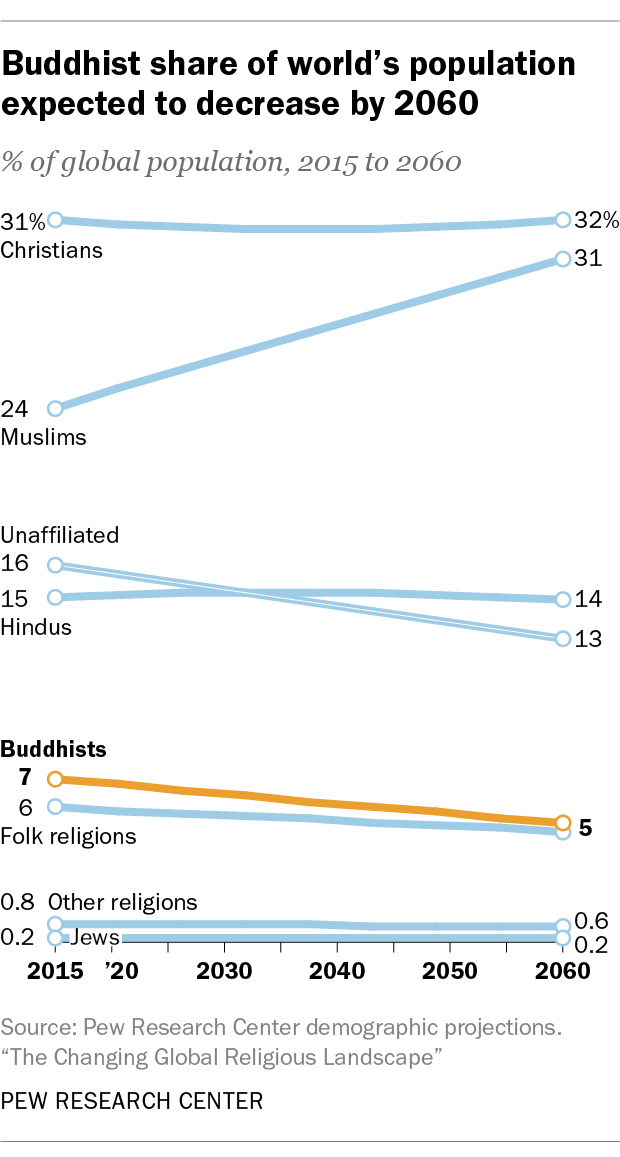 Buddhist share of world’s population
expected to decrease by 2060
% of global population, 2015 to 2060
31%
32%
Christians
31
24
Muslims
Unaffiliated
16
15
14
Hindus
13
Buddhists
7
6
5
Folk religions
0.8 Other religions
0.6
0.2 Jews
0.2
2015 ’20 2030 2040 2050 2060
Source: Pew Research Center demographic projections.
“The Changing Global Religious Landscape”
PEW RESEARCH CENTER